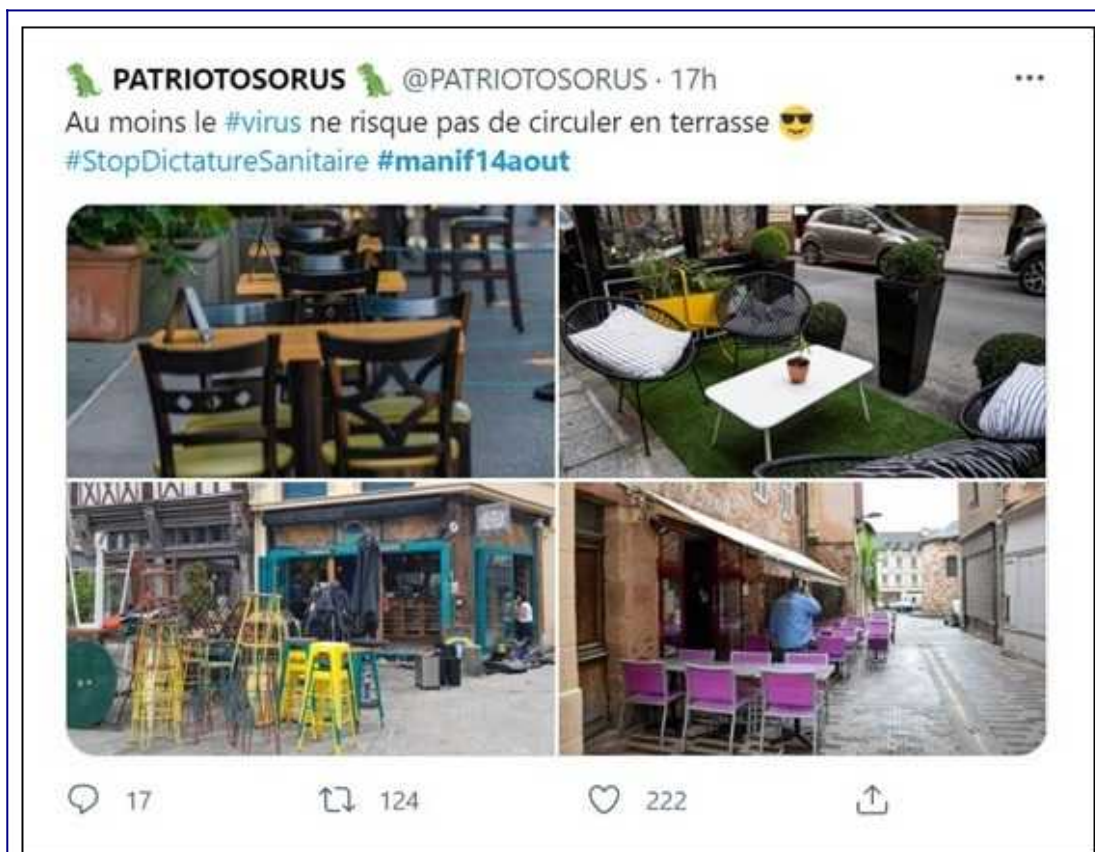 🦖 PATRIOTOSORUS 🦖 @PATRIOTOSORUS · 17h
Au moins le #virus ne risque pas de circuler en terrasse 😎
#StopDictatureSanitaire #manif14aout
17 124 222